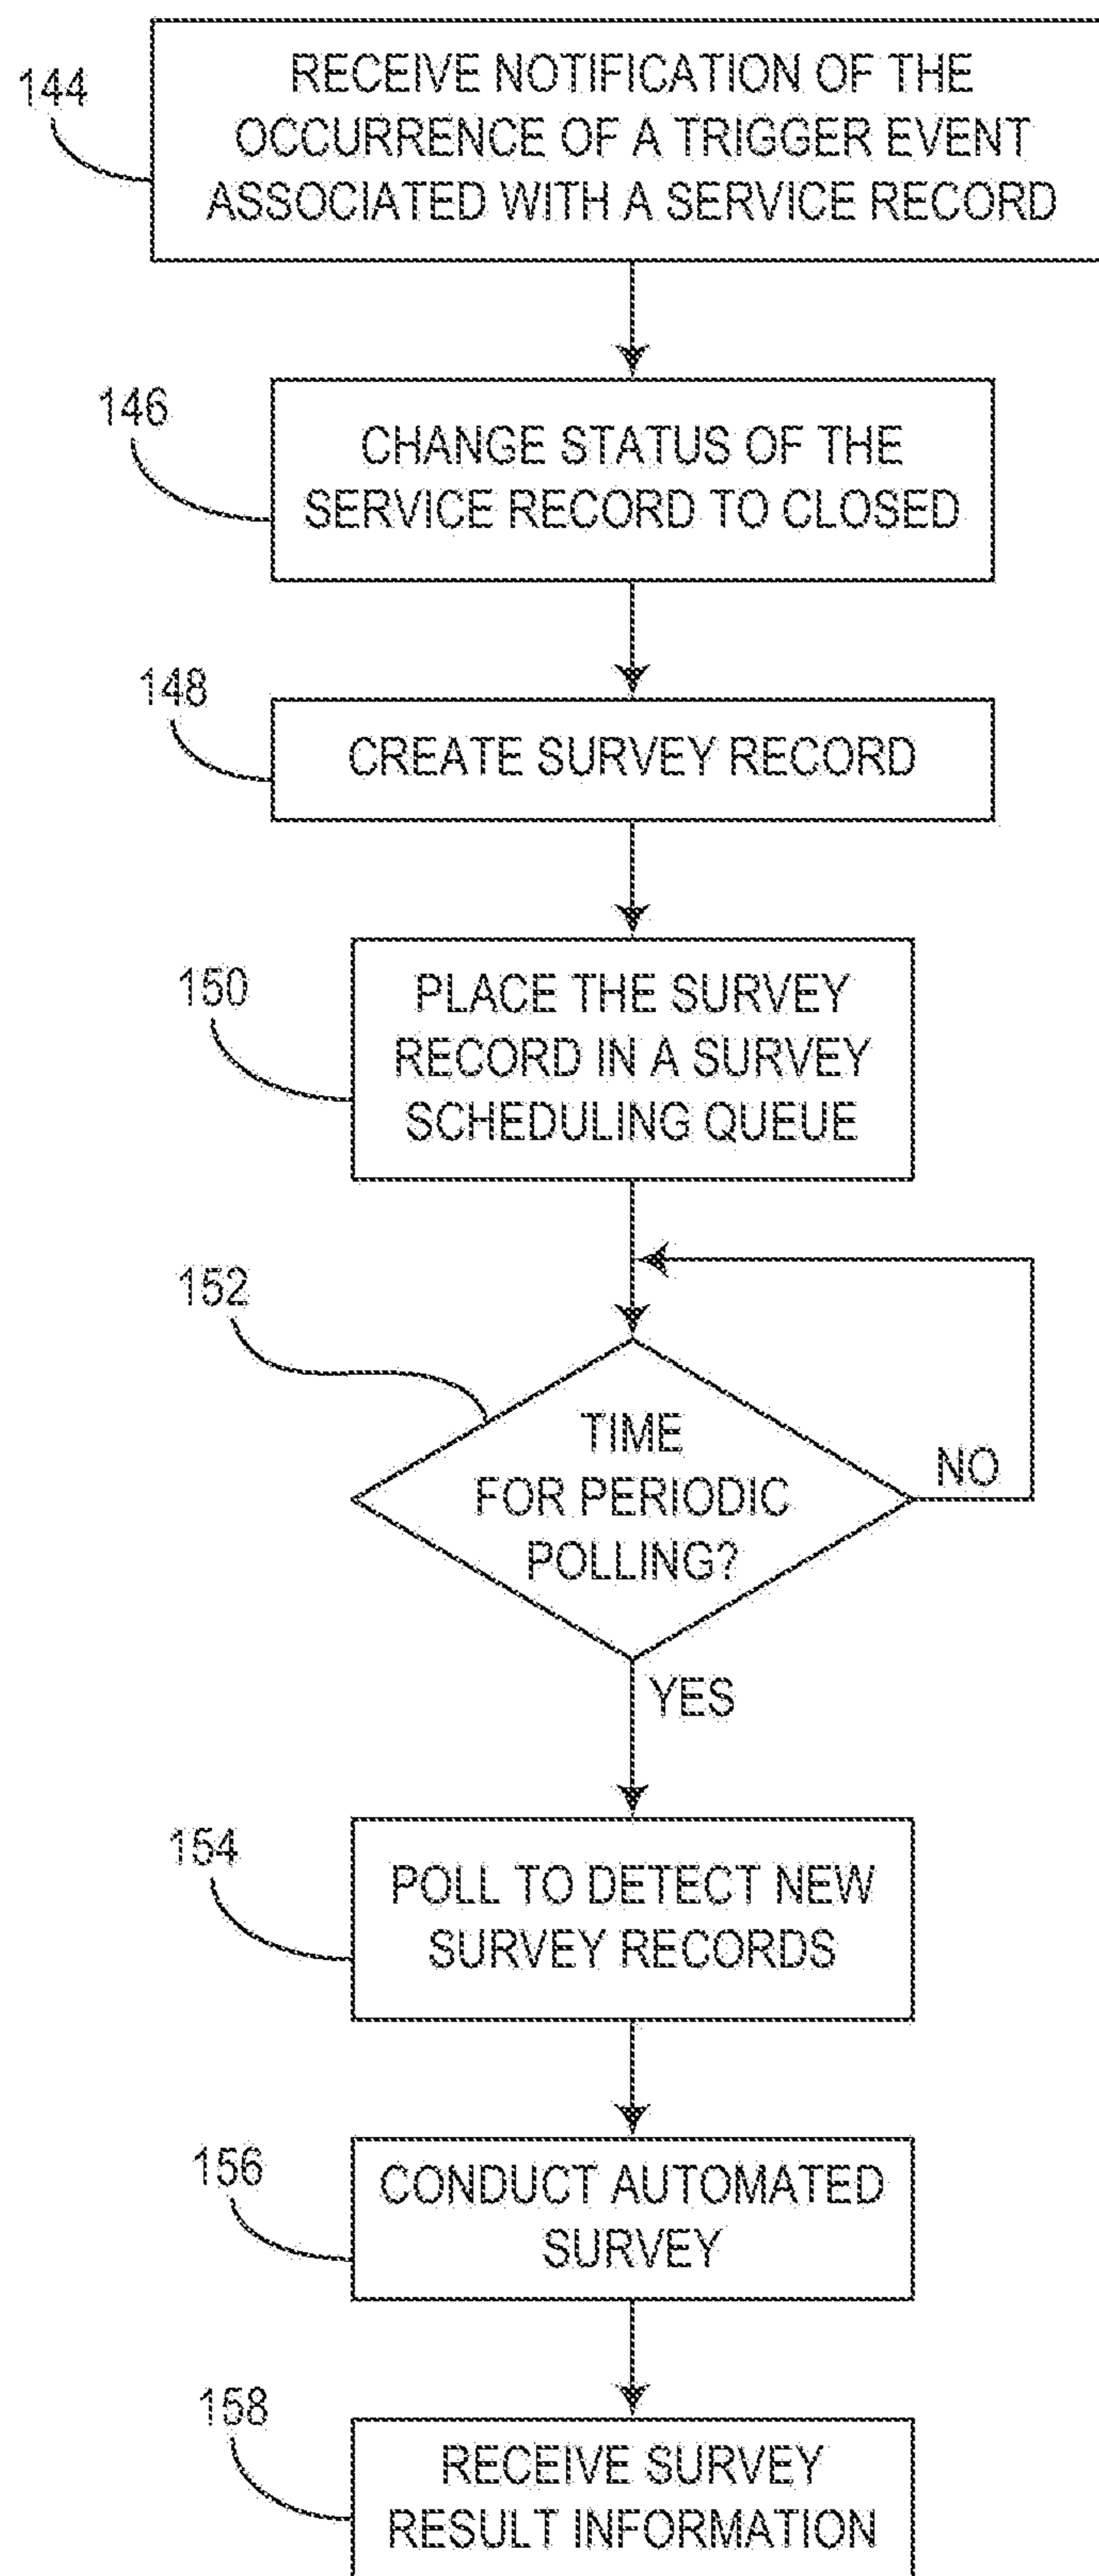 144
RECEIVE NOTIFICATION OF THE
OCCURRENCE OF A TRIGGER EVENT
ASSOCIATED WITH A SERVICE RECORD
146
CHANGE STATUS OF THE
SERVICE RECORD TO CLOSED
148
CREATE SURVEY RECORD
150
PLACE THE SURVEY
RECORD IN A SURVEY
SCHEDULING QUEUE
152
TIME
FOR PERIODIC
POLLING?
NO
YES
154
POLL TO DETECT NEW
SURVEY RECORDS
156
CONDUCT AUTOMATED
SURVEY
158
RECEIVE SURVEY
RESULT INFORMATION